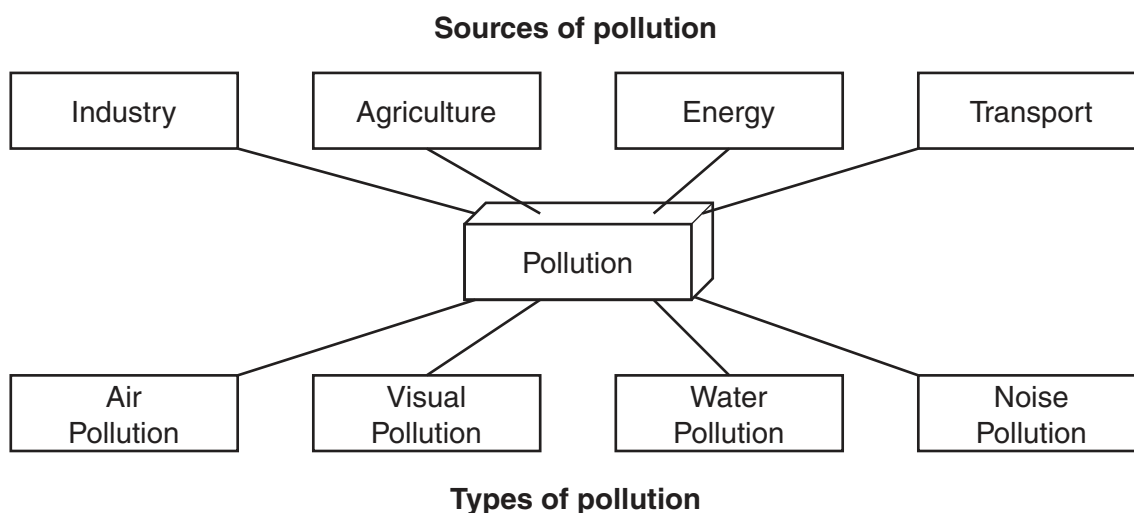 Sources of pollution
Industry
Agriculture
Energy
Transport
Pollution
Air
Pollution
Visual
Pollution
Water
Pollution
Noise
Pollution
Types of pollution